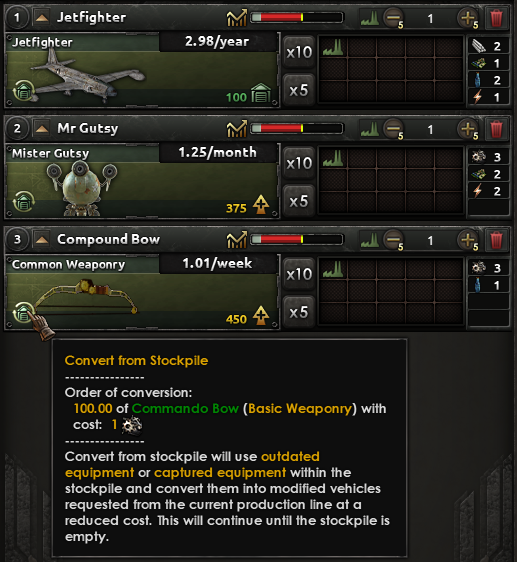 1 Jetfighter 5 1 5
Jetfighter 2.98/year x10 2
1
100 x5 2
1
2 Mr Gutsy 5 1 5
Mister Gutsy 1.25/month x10 3
2
375 x5 2
3 Compound Bow 5 1 5
Common Weaponry 1.01/week x10 3
1
450 x5
Convert from Stockpile
---------------
Order of conversion:
100.00 of Commando Bow (Basic Weaponry) with
cost: 1
---------------
Convert from stockpile will use outdated
equipment or captured equipment within the
stockpile and convert them into modified vehicles
requested from the current production line at a
reduced cost. This will continue until the stockpile is
empty.